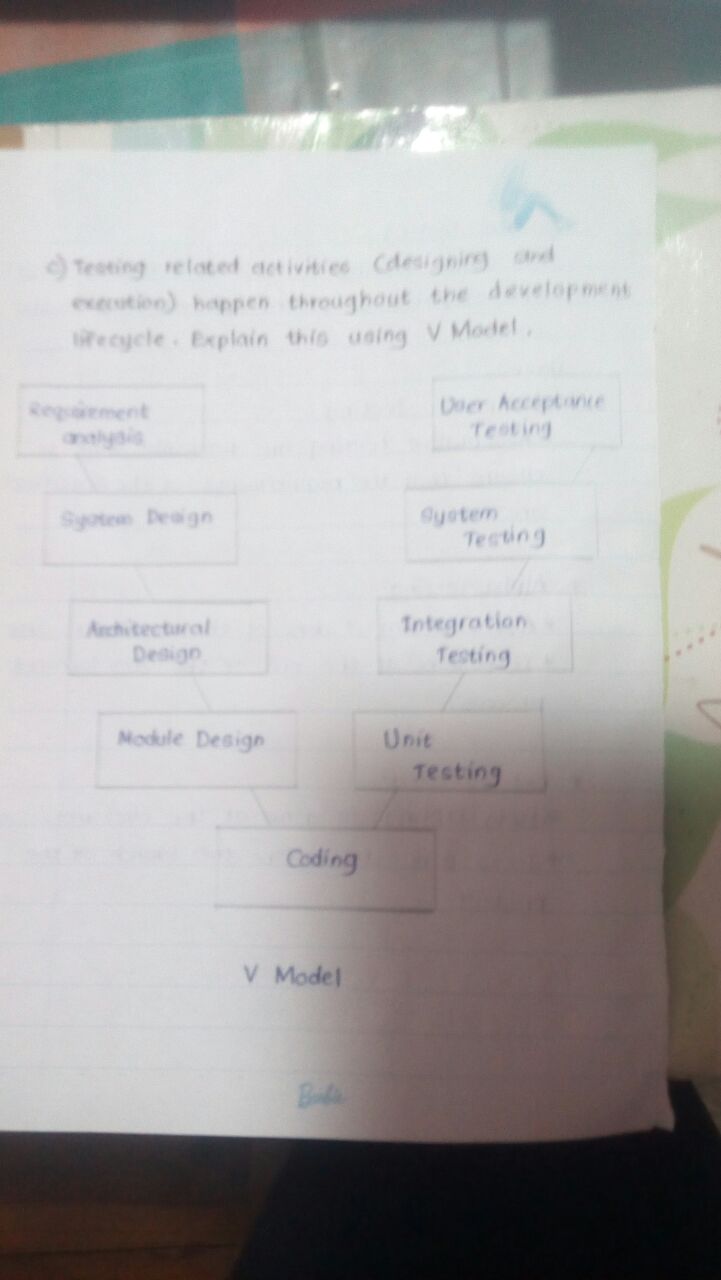 c) Testing related activities (designing and
execution) happen throughout the development
lifecycle. Explain this using V Model.
Requirement
analysis
User Acceptance
Testing
System Design
System
Testing
Architectural
Design
Integration
Testing
Module Design
Unit
Testing
Coding
V Model